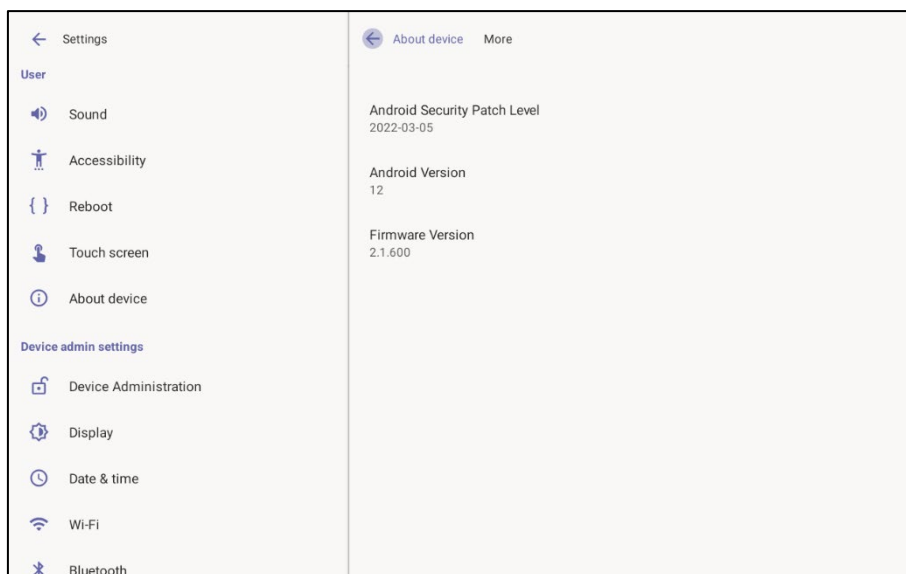 Settings
User
Sound
Accessibility
Reboot
Touch screen
About device
Device admin settings
Device Administration
Display
Date & time
Wi-Fi
Bluetooth
About device More
Android Security Patch Level
2022-03-05
Android Version
12
Firmware Version
2.1.600